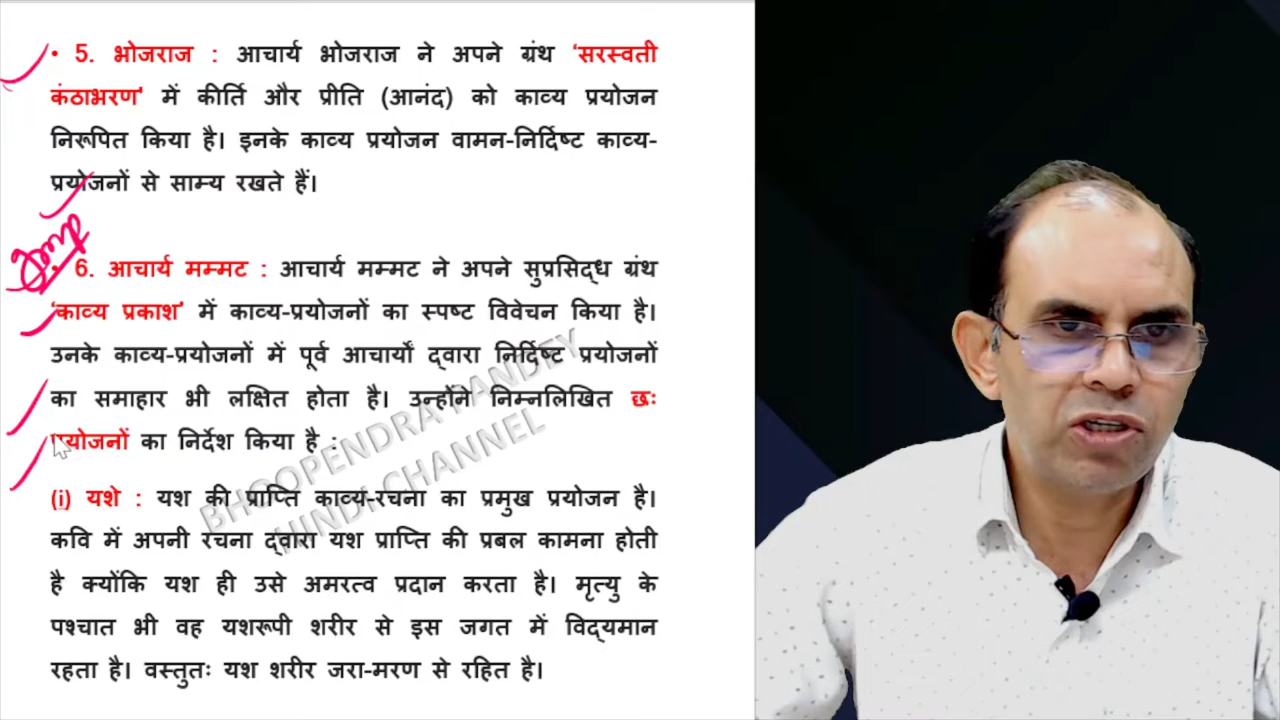 • 5. भोजराज : आचार्य भोजराज ने अपने ग्रंथ 'सरस्वती
कंठाभरण' में कीर्ति और प्रीति (आनंद) को काव्य प्रयोजन
निरूपित किया है। इनके काव्य प्रयोजन वामन-निर्दिष्ट काव्य-
प्रयोजनों से साम्य रखते हैं।
6. आचार्य मम्मट : आचार्य मम्मट ने अपने सुप्रसिद्ध ग्रंथ
'काव्य प्रकाश' में काव्य-प्रयोजनों का स्पष्ट विवेचन किया है।
उनके काव्य-प्रयोजनों में पूर्व आचार्यों द्वारा निर्दिष्ट प्रयोजनों
का समाहार भी लक्षित होता है। उन्होंने निम्नलिखित छः
प्रयोजनों का निर्देश किया है :
(i) यशे : यश की प्राप्ति काव्य-रचना का प्रमुख प्रयोजन है।
कवि में अपनी रचना द्वारा यश प्राप्ति की प्रबल कामना होती
है क्योंकि यश ही उसे अमरत्व प्रदान करता है। मृत्यु के
पश्चात भी वह यशरूपी शरीर से इस जगत में विद्यमान
रहता है। वस्तुतः यश शरीर जरा-मरण से रहित है।
BHOOPENDRA PANDEY
HINDI CHANNEL